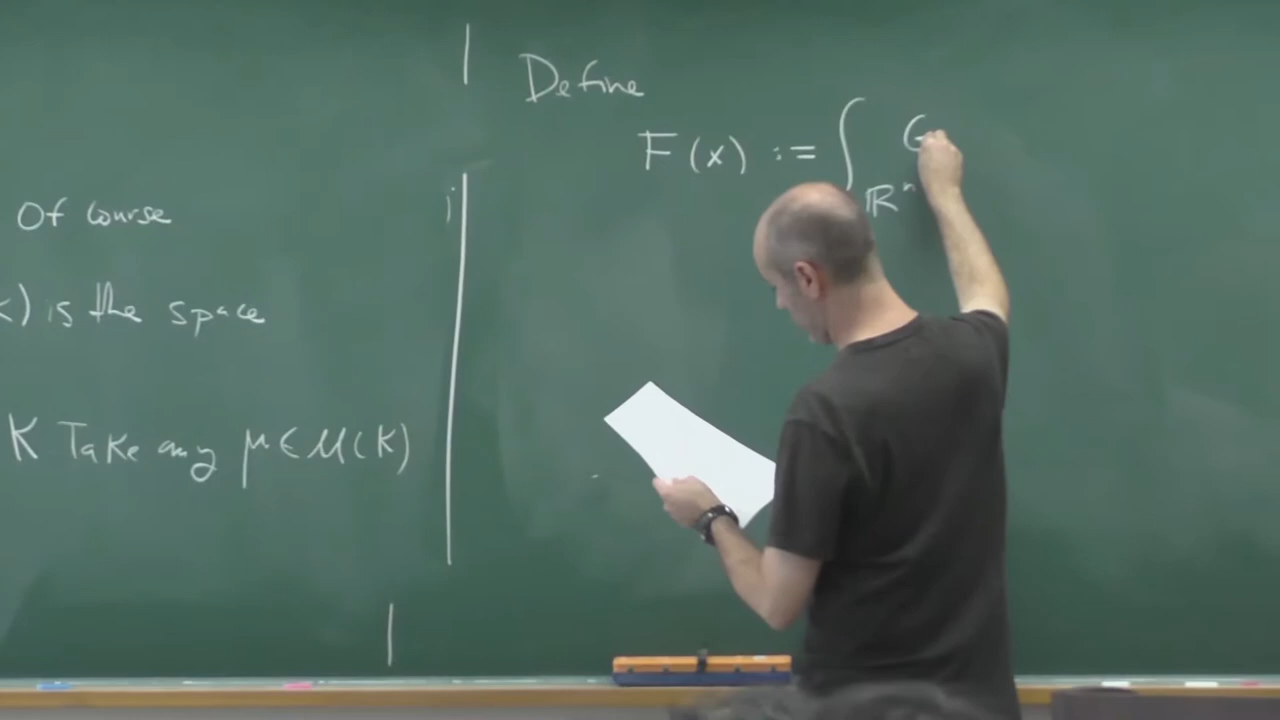 Of course
) is the space
K Take any μ ∈ M(K)
Define
F(x) := ∫_{ℝⁿ} G